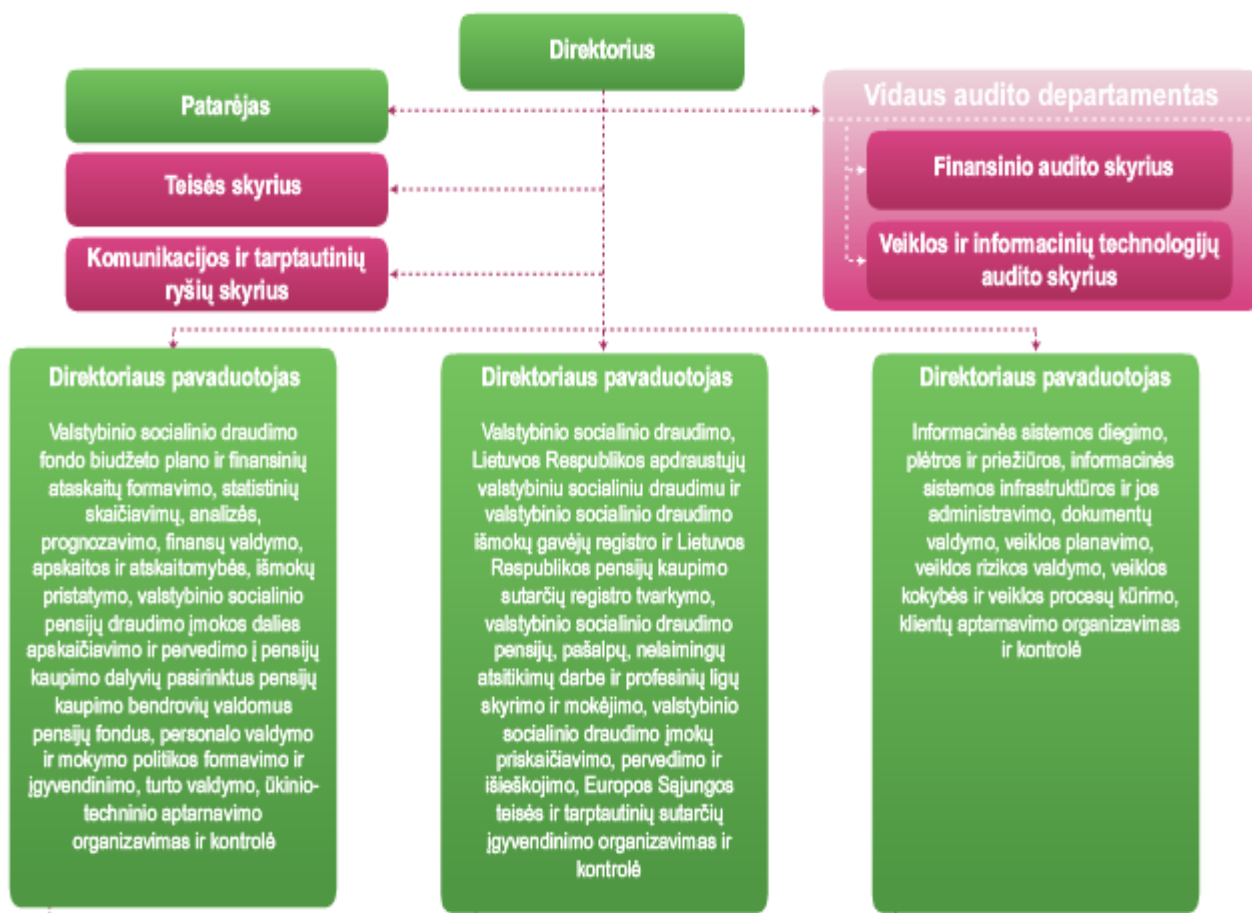 Direktorius
Patarėjas
Teisės skyrius
Komunikacijos ir tarptautinių
ryšių skyrius
Vidaus audito departamentas
Finansinio audito skyrius
Veiklos ir informacinių technologijų
audito skyrius
Direktoriaus pavaduotojas
Valstybinio socialinio draudimo
fondo biudžeto plano ir finansinių
ataskaitų formavimo, statistinių
skaičiavimų, analizės,
prognozavimo, finansų valdymo,
apskaitos ir atskaitomybės, išmokų
pristatymo, valstybinio socialinio
pensijų draudimo įmokos dalies
apskaičiavimo ir pervedimo į pensijų
kaupimo dalyvių pasirinktus pensijų
kaupimo bendrovių valdomus
pensijų fondus, personalo valdymo
ir mokymo politikos formavimo ir
įgyvendinimo, turto valdymo, ūkinio-
techninio aptarnavimo
organizavimas ir kontrolė
Direktoriaus pavaduotojas
Valstybinio socialinio draudimo,
Lietuvos Respublikos apdraustųjų
valstybiniu socialiniu draudimu ir
valstybinio socialinio draudimo
išmokų gavėjų registro ir Lietuvos
Respublikos pensijų kaupimo
sutarčių registro tvarkymo,
valstybinio socialinio draudimo
pensijų, pašalpų, nelaimingų
atsitikimų darbe ir profesinių ligų
skyrimo ir mokėjimo, valstybinio
socialinio draudimo įmokų
priskaičiavimo, pervedimo ir
išieškojimo, Europos Sąjungos
teisės ir tarptautinių sutarčių
įgyvendinimo organizavimas ir
kontrolė
Direktoriaus pavaduotojas
Informacinės sistemos diegimo,
plėtros ir priežiūros, informacinės
sistemos infrastruktūros ir jos
administravimo, dokumentų
valdymo, veiklos planavimo,
veiklos rizikos valdymo, veiklos
kokybės ir veiklos procesų kūrimo,
klientų aptarnavimo organizavimas
ir kontrolė